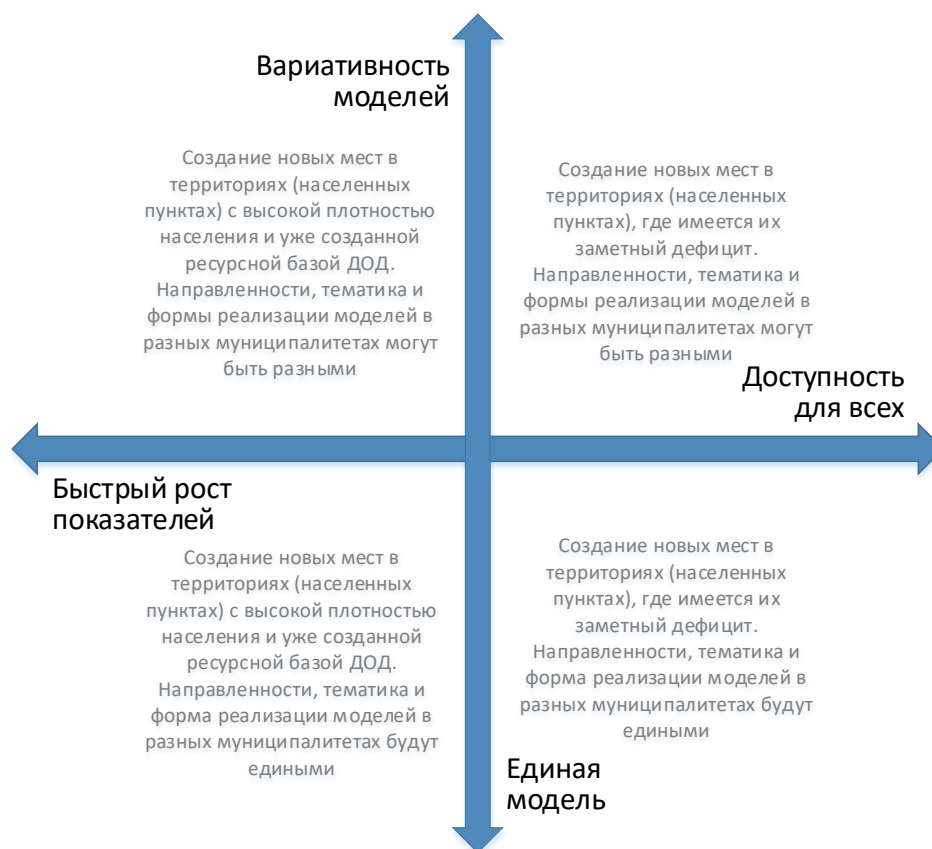 Вариативность
моделей
Создание новых мест в
территориях (населенных
пунктах) с высокой плотностью
населения и уже созданной
ресурсной базой ДОД.
Направленности, тематика и
формы реализации моделей в
разных муниципалитетах могут
быть разными
Создание новых мест в
территориях (населенных
пунктах), где имеется их
заметный дефицит.
Направленности, тематика и
формы реализации моделей в
разных муниципалитетах могут
быть разными
Доступность
для всех
Быстрый рост
показателей
Создание новых мест в
территориях (населенных
пунктах) с высокой плотностью
населения и уже созданной
ресурсной базой ДОД.
Направленности, тематика и
форма реализации моделей в
разных муниципалитетах будут
едиными
Создание новых мест в
территориях (населенных
пунктах), где имеется их
заметный дефицит.
Направленности, тематика и
форма реализации моделей в
разных муниципалитетах будут
едиными
Единая
модель